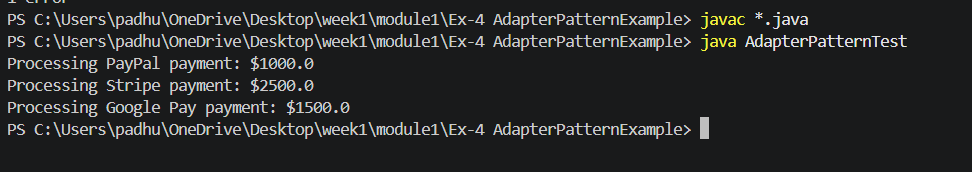 1 error
PS C:\Users\padhu\OneDrive\Desktop\week1\module1\Ex-4 AdapterPatternExample> javac *.java
PS C:\Users\padhu\OneDrive\Desktop\week1\module1\Ex-4 AdapterPatternExample> java AdapterPatternTest
Processing PayPal payment: $1000.0
Processing Stripe payment: $2500.0
Processing Google Pay payment: $1500.0
PS C:\Users\padhu\OneDrive\Desktop\week1\module1\Ex-4 AdapterPatternExample>